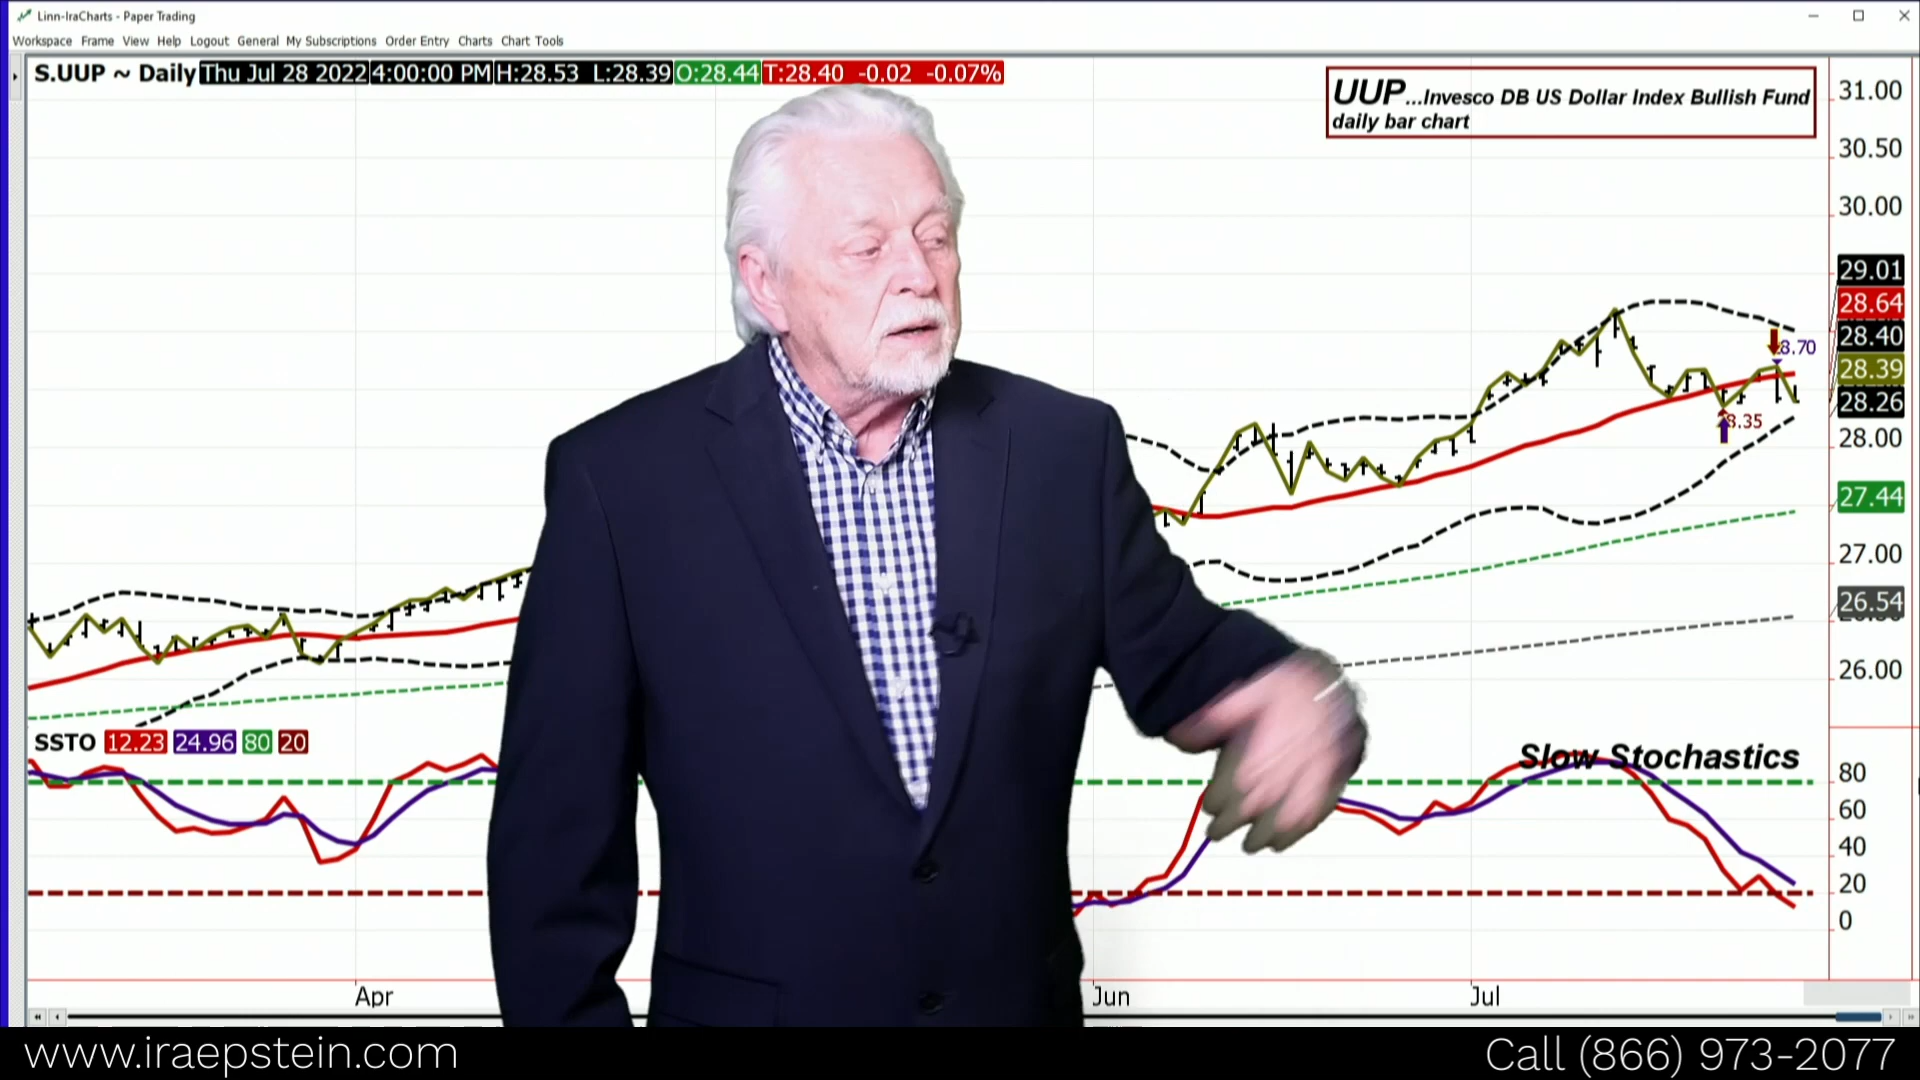 Linn-IraCharts - Paper Trading
Workspace Frame View Help Logout General My Subscriptions Order Entry Charts Chart Tools
S.UUP ~ Daily Thu Jul 28 2022 4:00:00 PM H:28.53 L:28.39 O:28.44 T:28.40 -0.02 -0.07%
UUP...Invesco DB US Dollar Index Bullish Fund
daily bar chart
31.00
30.50
30.00
29.01
28.64
28.40
28.39
28.26
28.00
27.44
27.00
26.54
26.00
8.70
8.35
SSTO 12.23 24.96 80 20
Slow Stochastics
80
60
40
20
0
Apr Jun Jul
www.iraepstein.com
Call (866) 973-2077